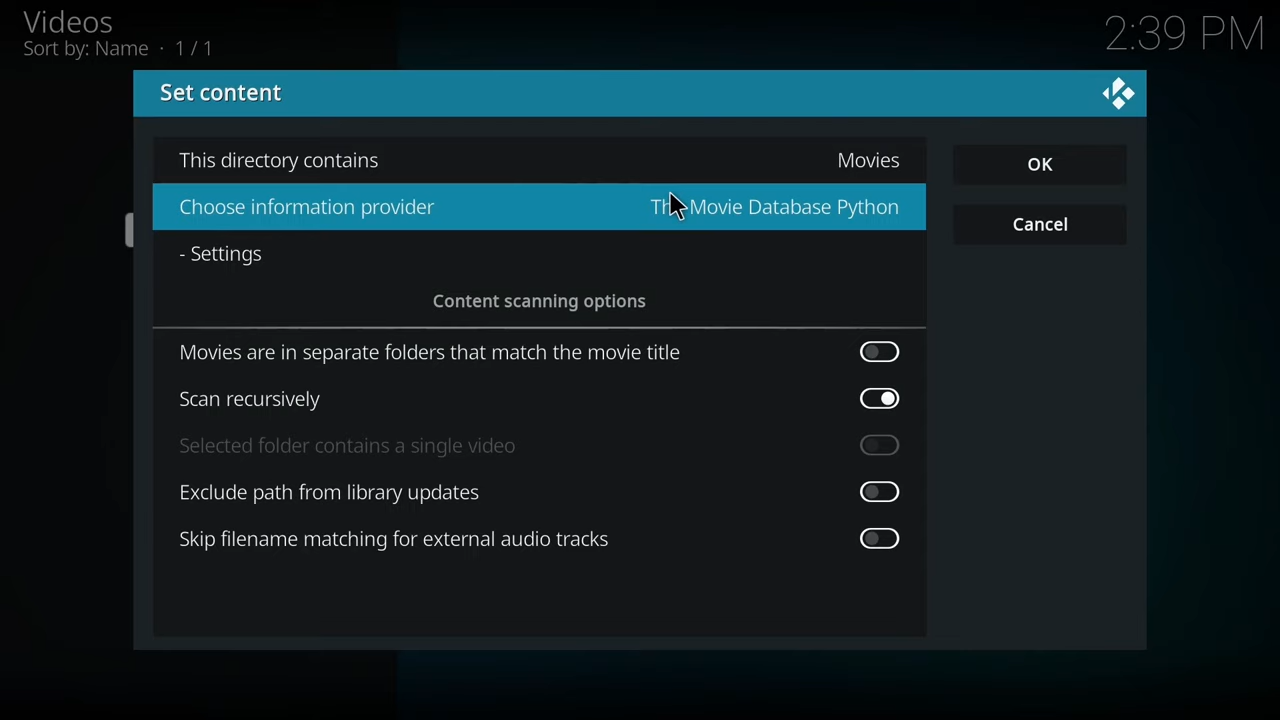 Videos
Sort by: Name · 1 / 1
2:39 PM
Set content
This directory contains
Movies
OK
Choose information provider
The Movie Database Python
Cancel
- Settings
Content scanning options
Movies are in separate folders that match the movie title
Scan recursively
Selected folder contains a single video
Exclude path from library updates
Skip filename matching for external audio tracks